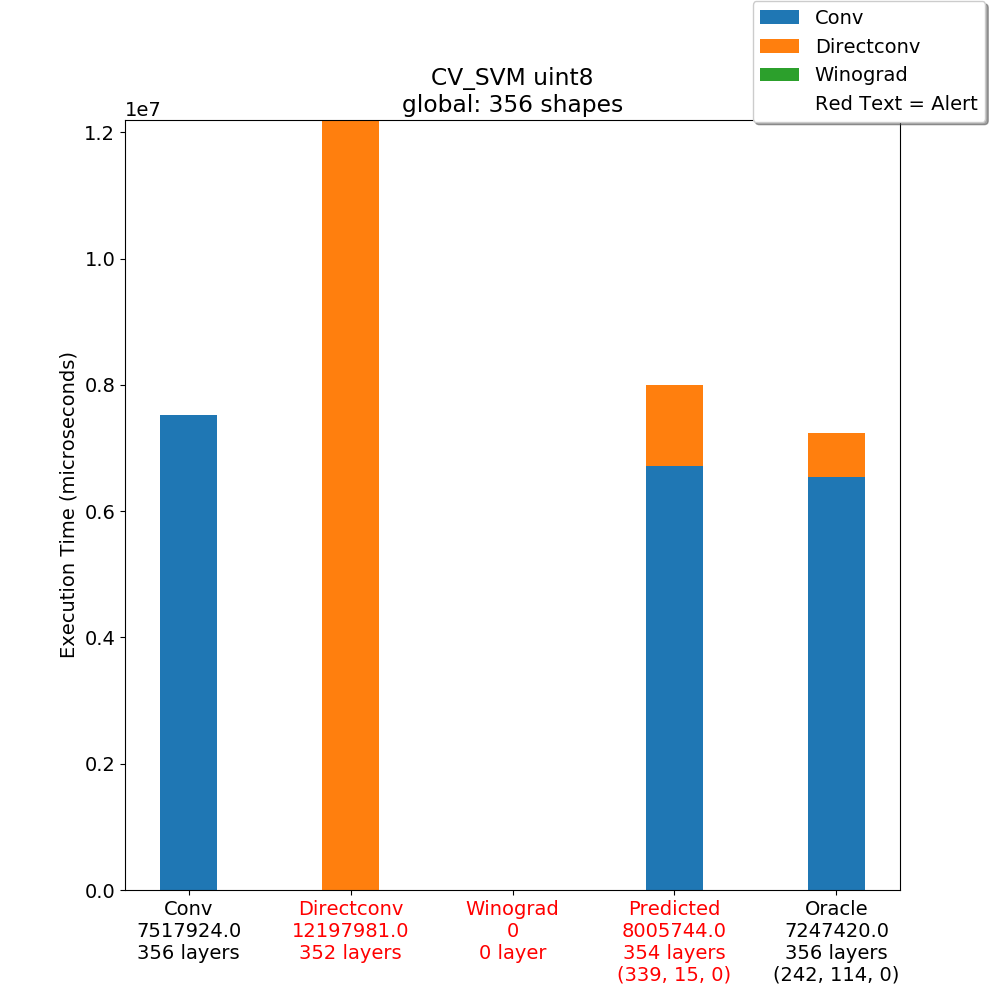 Conv
Directconv
Winograd
Red Text = Alert
CV_SVM uint8
global: 356 shapes
1e7
1.2
1.0
0.8
0.6
0.4
0.2
0.0
Execution Time (microseconds)
Conv
7517924.0
356 layers
Directconv
12197981.0
352 layers
Winograd
0
0 layer
Predicted
8005744.0
354 layers
(339, 15, 0)
Oracle
7247420.0
356 layers
(242, 114, 0)